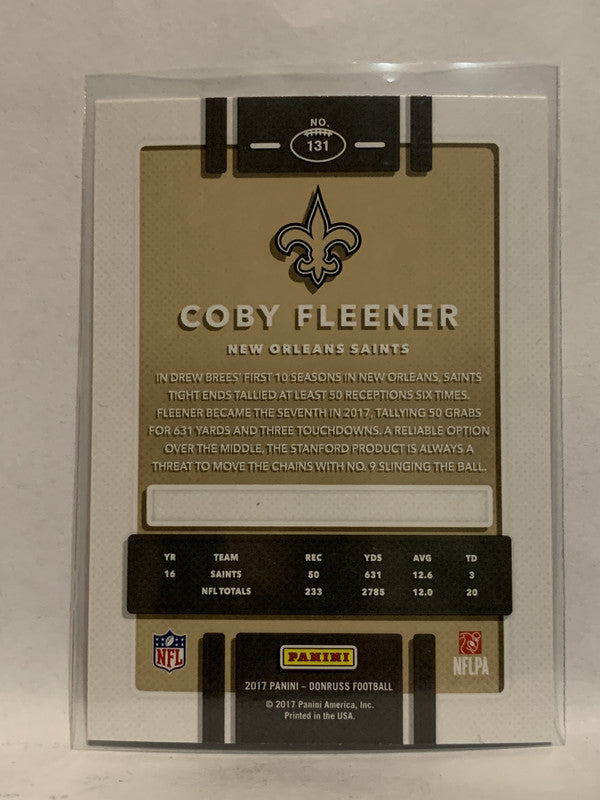 NO.
131
COBY FLEENER
NEW ORLEANS SAINTS
IN DREW BREES' FIRST 10 SEASONS IN NEW ORLEANS, SAINTS
TIGHT ENDS TALLIED AT LEAST 50 RECEPTIONS SIX TIMES.
FLEENER BECAME THE SEVENTH IN 2017, TALLYING 50 GRABS
FOR 631 YARDS AND THREE TOUCHDOWNS. A RELIABLE OPTION
OVER THE MIDDLE, THE STANFORD PRODUCT IS ALWAYS A
THREAT TO MOVE THE CHAINS WITH NO. 9 SLINGING THE BALL.
YR TEAM REC YDS AVG TD
16 SAINTS 50 631 12.6 3
NFL TOTALS 233 2785 12.0 20
NFL
PANINI
NFLPA
2017 PANINI – DONRUSS FOOTBALL
© 2017 Panini America, Inc.
Printed in the USA.